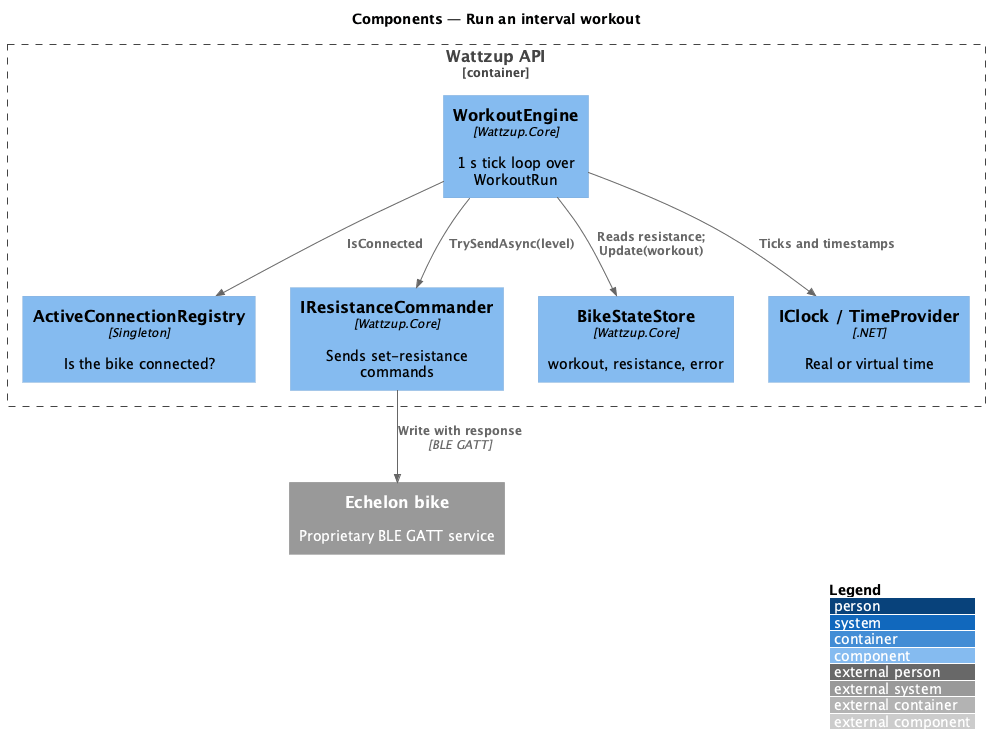 Components — Run an interval workout
Wattzup API
[container]
WorkoutEngine
[Wattzup.Core]
1 s tick loop over
WorkoutRun
IsConnected
TrySendAsync(level)
Reads resistance;
Update(workout)
Ticks and timestamps
ActiveConnectionRegistry
[Singleton]
Is the bike connected?
IResistanceCommander
[Wattzup.Core]
Sends set-resistance
commands
BikeStateStore
[Wattzup.Core]
workout, resistance, error
IClock / TimeProvider
[.NET]
Real or virtual time
Write with response
[BLE GATT]
Echelon bike
Proprietary BLE GATT service
Legend
person
system
container
component
external person
external system
external container
external component